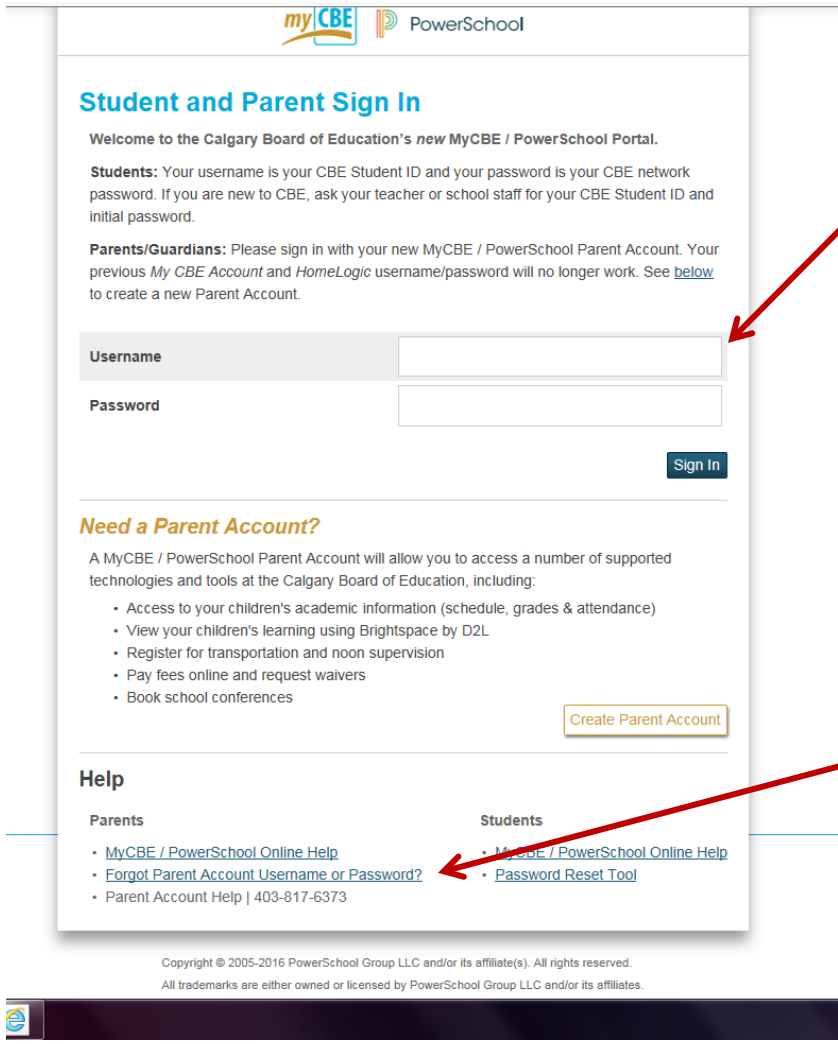 my CBE PowerSchool
Student and Parent Sign In
Welcome to the Calgary Board of Education's new MyCBE / PowerSchool Portal.
Students: Your username is your CBE Student ID and your password is your CBE network
password. If you are new to CBE, ask your teacher or school staff for your CBE Student ID and
initial password.
Parents/Guardians: Please sign in with your new MyCBE / PowerSchool Parent Account. Your
previous My CBE Account and HomeLogic username/password will no longer work. See below
to create a new Parent Account.
Username
Password
Sign In
Need a Parent Account?
A MyCBE / PowerSchool Parent Account will allow you to access a number of supported
technologies and tools at the Calgary Board of Education, including:
• Access to your children's academic information (schedule, grades & attendance)
• View your children's learning using Brightspace by D2L
• Register for transportation and noon supervision
• Pay fees online and request waivers
• Book school conferences
Create Parent Account
Help
Parents
• MyCBE / PowerSchool Online Help
• Forgot Parent Account Username or Password?
• Parent Account Help | 403-817-6373
Students
• MyCBE / PowerSchool Online Help
• Password Reset Tool
Copyright © 2005-2016 PowerSchool Group LLC and/or its affiliate(s). All rights reserved.
All trademarks are either owned or licensed by PowerSchool Group LLC and/or its affiliates.